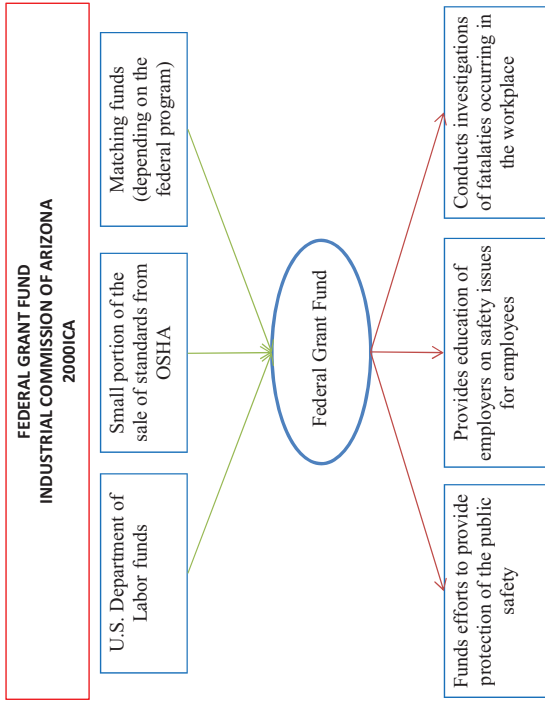 FEDERAL GRANT FUND
INDUSTRIAL COMMISSION OF ARIZONA
2000ICA
U.S. Department of
Labor funds
Small portion of the
sale of standards from
OSHA
Matching funds
(depending on the
federal program)
Federal Grant Fund
Funds efforts to provide
protection of the public
safety
Provides education of
employers on safety issues
for employees
Conducts investigations
of fatalaties occurring in
the workplace